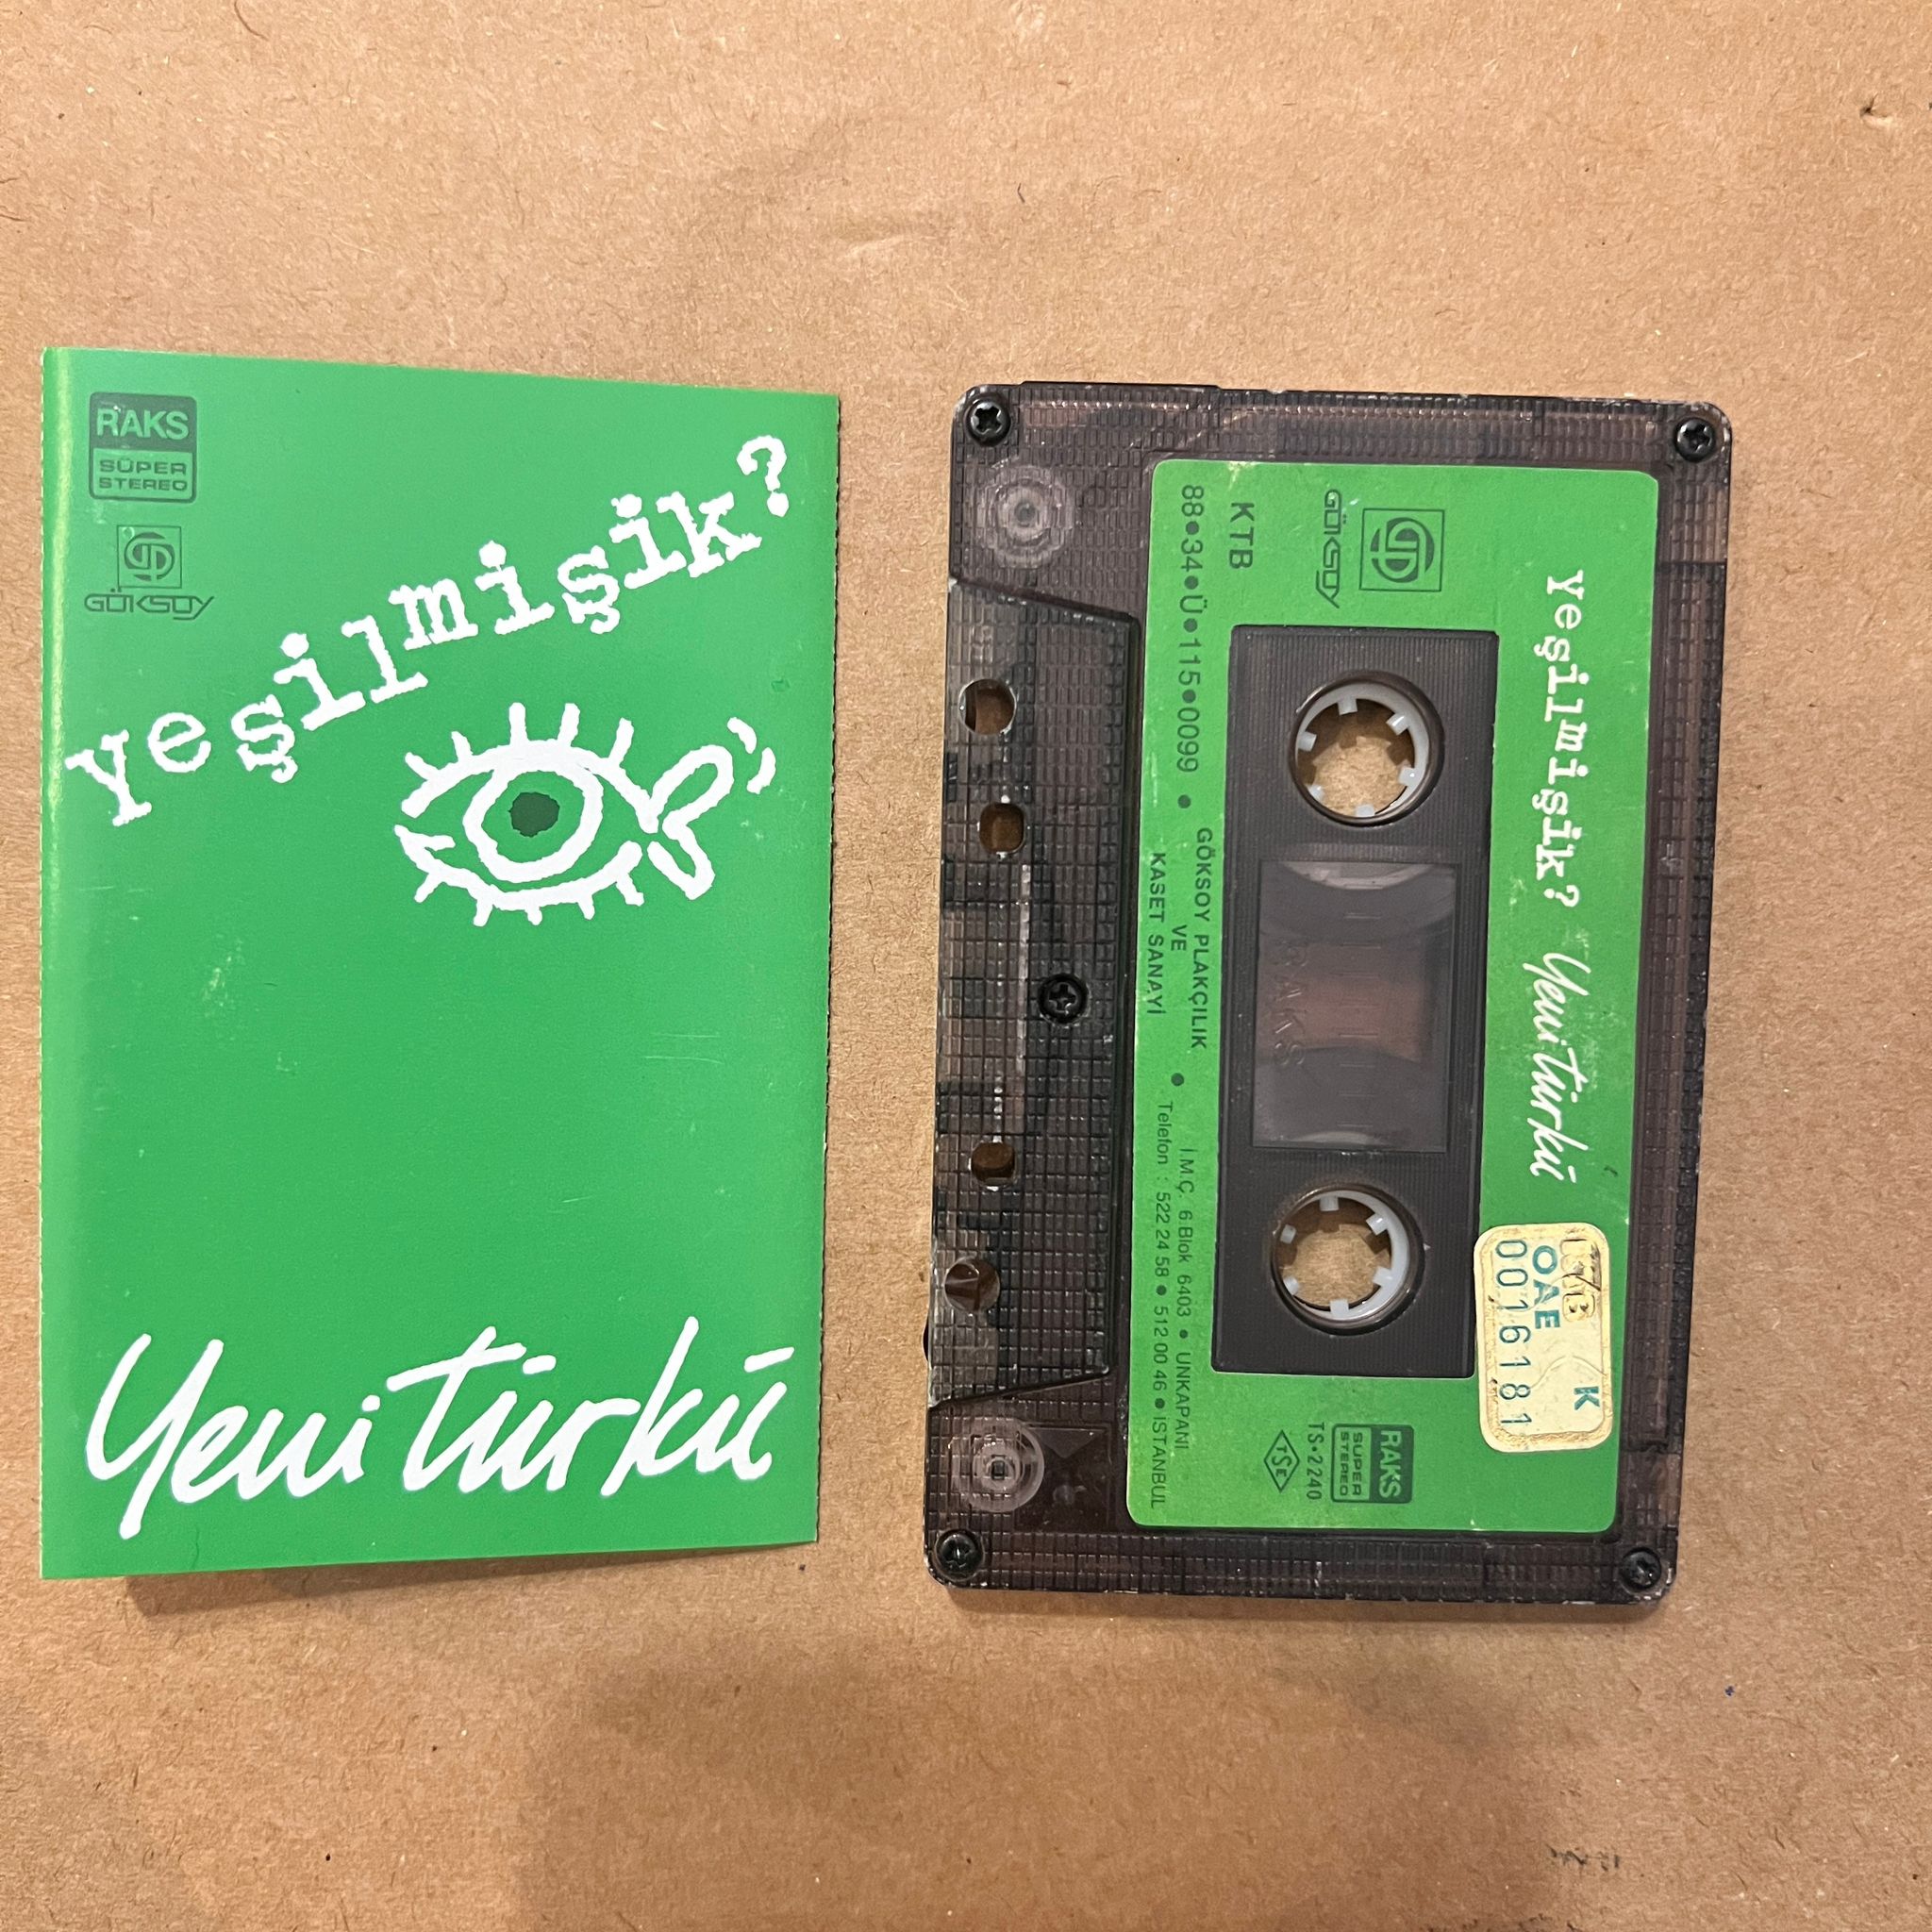 RAKS
SÜPER
STEREO
GÖKSOY
yeşilmişik?
Yeni Türkü
yeşilmişik? Yeni Türkü
GÖKSOY
KTB
88•34•Ü•115•0099 • GÖKSOY PLAKÇILIK
VE
KASET SANAYİ
• İ.M.Ç. 6.Blok 6403 • UNKAPANI
Telefon : 522 24 58 • 512 00 46 • İSTANBUL
RAKS
SÜPER
STEREO
TS•2240
TSE
RAKS
OAE K
0016181